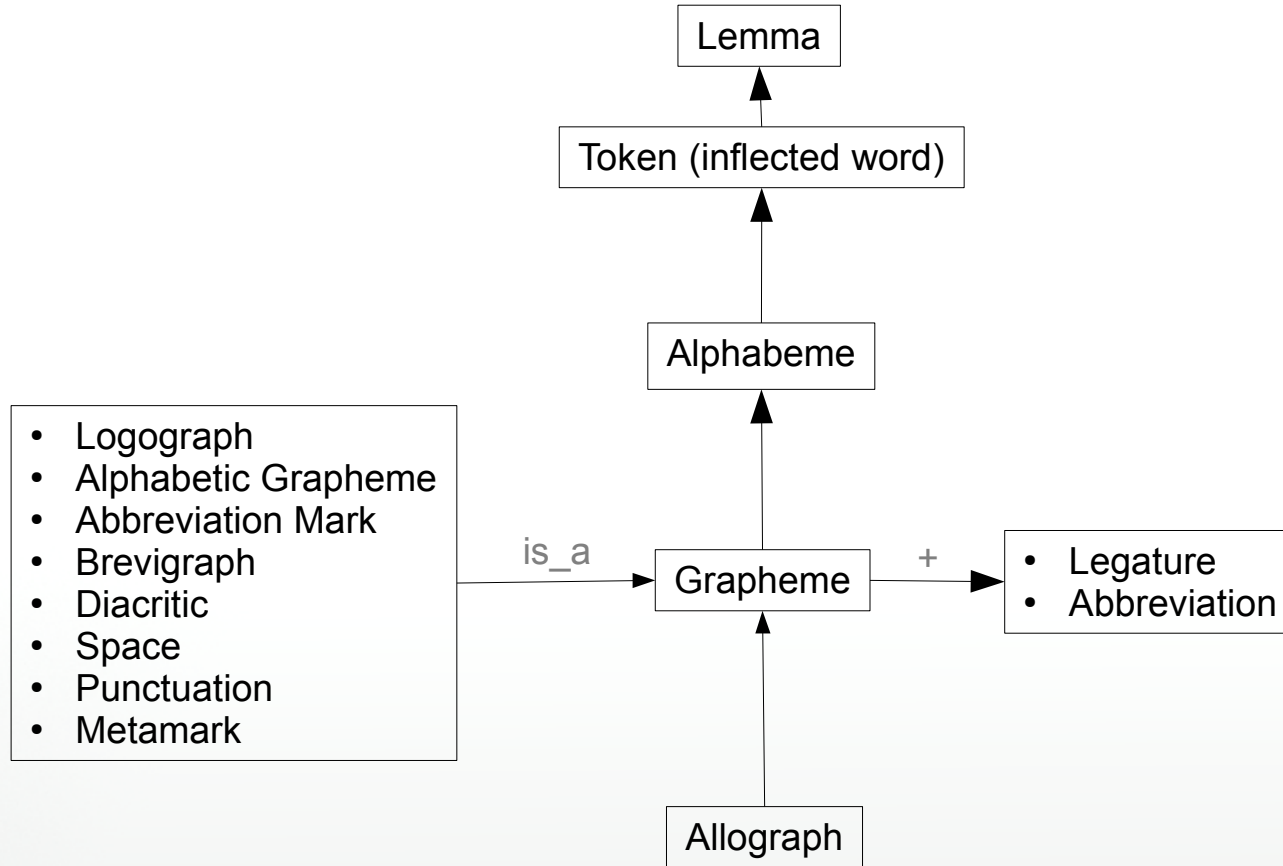 Lemma
Token (inflected word)
Alphabeme
• Logograph
• Alphabetic Grapheme
• Abbreviation Mark
• Brevigraph
• Diacritic
• Space
• Punctuation
• Metamark
is_a
Grapheme
+
• Legature
• Abbreviation
Allograph